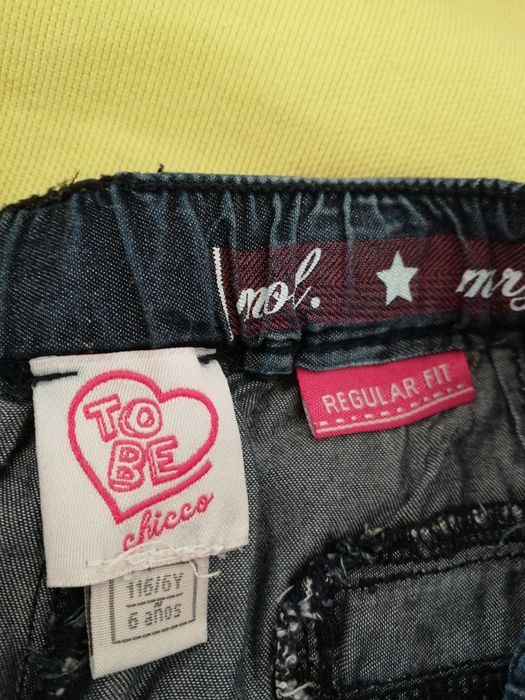 mol. ★
REGULAR FIT
TO
BE
chicco
116/6Y
6 años